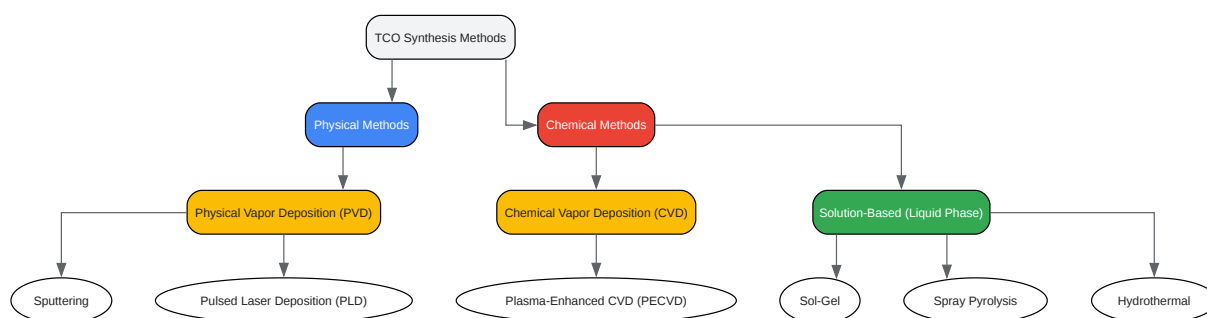 TCO Synthesis Methods
Physical Methods
Chemical Methods
Physical Vapor Deposition (PVD)
Chemical Vapor Deposition (CVD)
Solution-Based (Liquid Phase)
Sputtering
Pulsed Laser Deposition (PLD)
Plasma-Enhanced CVD (PECVD)
Sol-Gel
Spray Pyrolysis
Hydrothermal